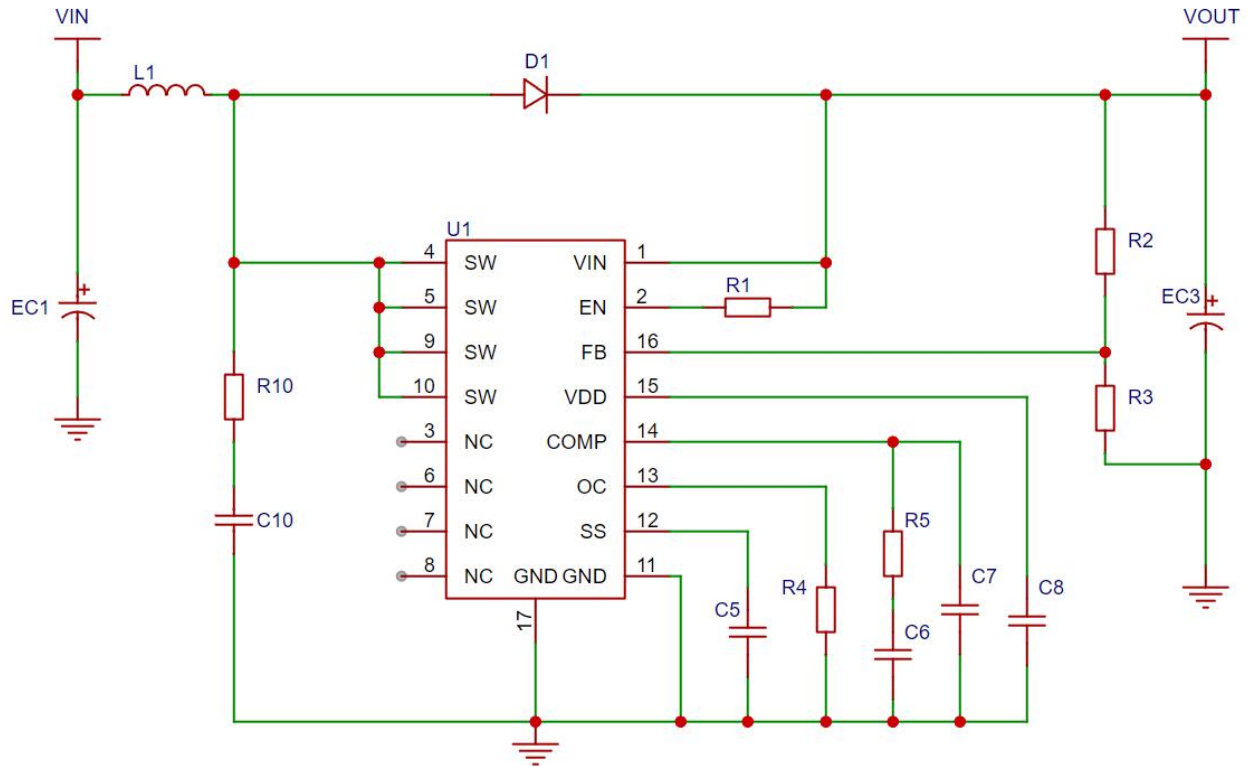 VIN
VOUT
L1
D1
U1
4 SW VIN 1
R1
R2
5 SW EN 2
EC1
EC3
9 SW FB 16
R10
10 SW VDD 15
R3
3 NC COMP 14
6 NC OC 13
C10
7 NC SS 12
R5
8 NC GND GND 11
17
C5
R4
C6
C7
C8